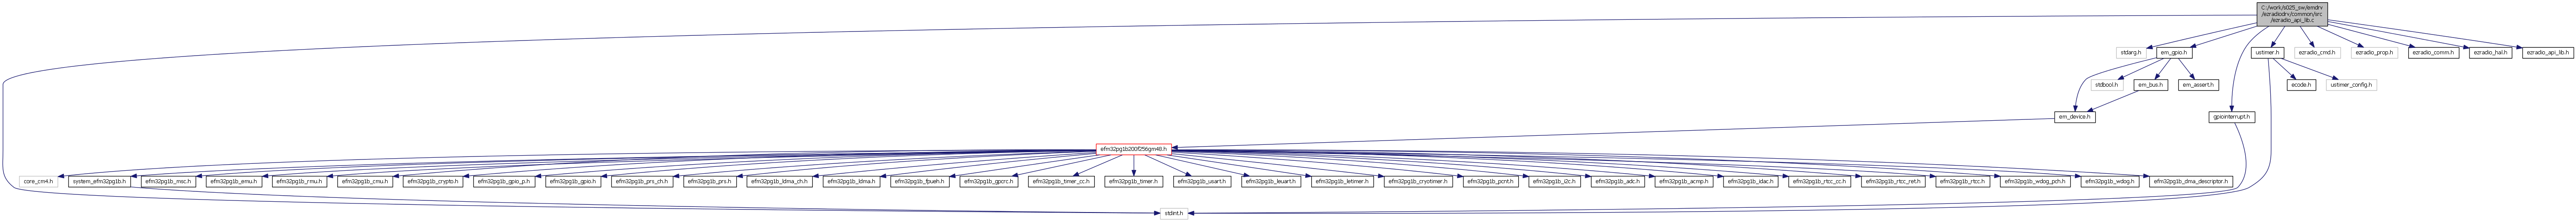 C:/work/s025_sw/emdrv
/ezradiodrv/common/src
/ezradio_api_lib.c
stdarg.h
em_gpio.h
ustimer.h
ezradio_cmd.h
ezradio_prop.h
ezradio_comm.h
ezradio_hal.h
ezradio_api_lib.h
stdbool.h
em_bus.h
em_assert.h
ecode.h
ustimer_config.h
em_device.h
gpiointerrupt.h
efm32pg1b200f256gm48.h
core_cm4.h
system_efm32pg1b.h
efm32pg1b_msc.h
efm32pg1b_emu.h
efm32pg1b_rmu.h
efm32pg1b_cmu.h
efm32pg1b_crypto.h
efm32pg1b_gpio_p.h
efm32pg1b_gpio.h
efm32pg1b_prs_ch.h
efm32pg1b_prs.h
efm32pg1b_ldma_ch.h
efm32pg1b_ldma.h
efm32pg1b_fpueh.h
efm32pg1b_gpcrc.h
efm32pg1b_timer_cc.h
efm32pg1b_timer.h
efm32pg1b_usart.h
efm32pg1b_leuart.h
efm32pg1b_letimer.h
efm32pg1b_cryotimer.h
efm32pg1b_pcnt.h
efm32pg1b_i2c.h
efm32pg1b_adc.h
efm32pg1b_acmp.h
efm32pg1b_idac.h
efm32pg1b_rtcc_cc.h
efm32pg1b_rtcc_ret.h
efm32pg1b_rtcc.h
efm32pg1b_wdog_pch.h
efm32pg1b_wdog.h
efm32pg1b_dma_descriptor.h
stdint.h